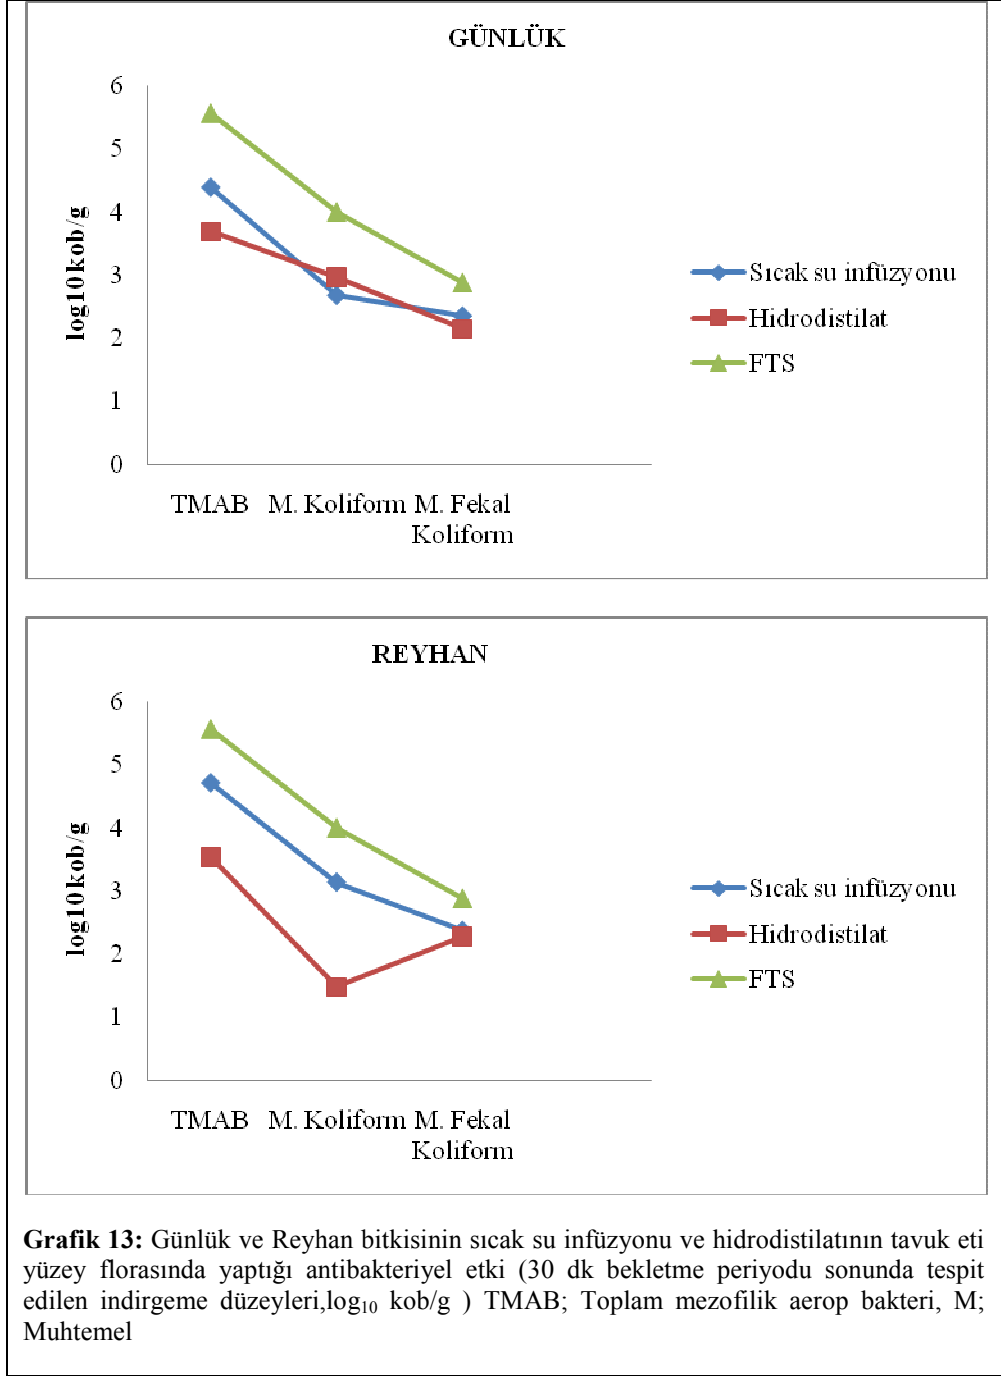 GÜNLÜK
6
5
4
3
2
1
0
log10kob/g
TMAB M. Koliform M. Fekal
Koliform
Sıcak su infüzyonu
Hidrodistilat
FTS
REYHAN
6
5
4
3
2
1
0
log10kob/g
TMAB M. Koliform M. Fekal
Koliform
Sıcak su infüzyonu
Hidrodistilat
FTS
Grafik 13: Günlük ve Reyhan bitkisinin sıcak su infüzyonu ve hidrodistilatının tavuk eti
yüzey florasında yaptığı antibakteriyel etki (30 dk bekletme periyodu sonunda tespit
edilen indirgeme düzeyleri,log₁₀ kob/g ) TMAB; Toplam mezofilik aerop bakteri, M;
Muhtemel